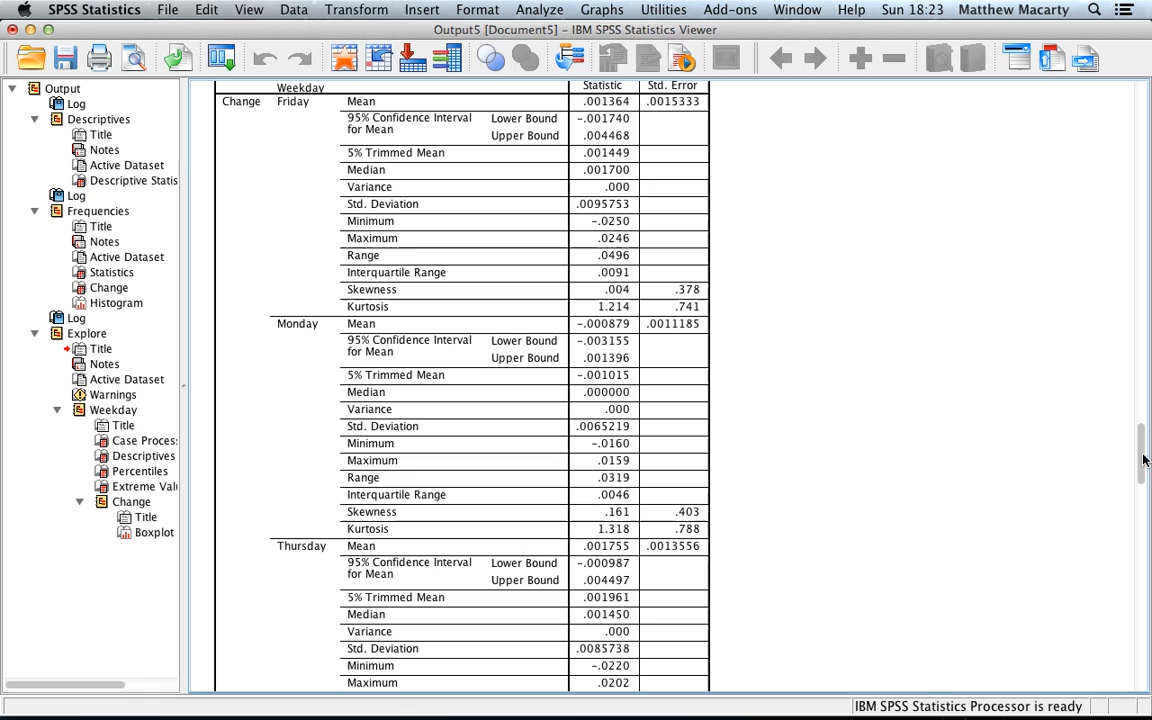 SPSS Statistics File Edit View Data Transform Insert Format Analyze Graphs Utilities Add-ons Window Help Sun 18:23 Matthew Macarty
Output5 [Document5] – IBM SPSS Statistics Viewer
Output
Log
Descriptives
Title
Notes
Active Dataset
Descriptive Statis
Log
Frequencies
Title
Notes
Active Dataset
Statistics
Change
Histogram
Log
Explore
Title
Notes
Active Dataset
Warnings
Weekday
Title
Case Proces
Descriptives
Percentiles
Extreme Val
Change
Title
Boxplot
Weekday Statistic Std. Error
Change Friday Mean .001364 .0015333
95% Confidence Interval for Mean Lower Bound -.001740
Upper Bound .004468
5% Trimmed Mean .001449
Median .001700
Variance .000
Std. Deviation .0095753
Minimum -.0250
Maximum .0246
Range .0496
Interquartile Range .0091
Skewness .004 .378
Kurtosis 1.214 .741
Monday Mean -.000879 .0011185
95% Confidence Interval for Mean Lower Bound -.003155
Upper Bound .001396
5% Trimmed Mean -.001015
Median .000000
Variance .000
Std. Deviation .0065219
Minimum -.0160
Maximum .0159
Range .0319
Interquartile Range .0046
Skewness .161 .403
Kurtosis 1.318 .788
Thursday Mean .001755 .0013556
95% Confidence Interval for Mean Lower Bound -.000987
Upper Bound .004497
5% Trimmed Mean .001961
Median .001450
Variance .000
Std. Deviation .0085738
Minimum -.0220
Maximum .0202
IBM SPSS Statistics Processor is ready